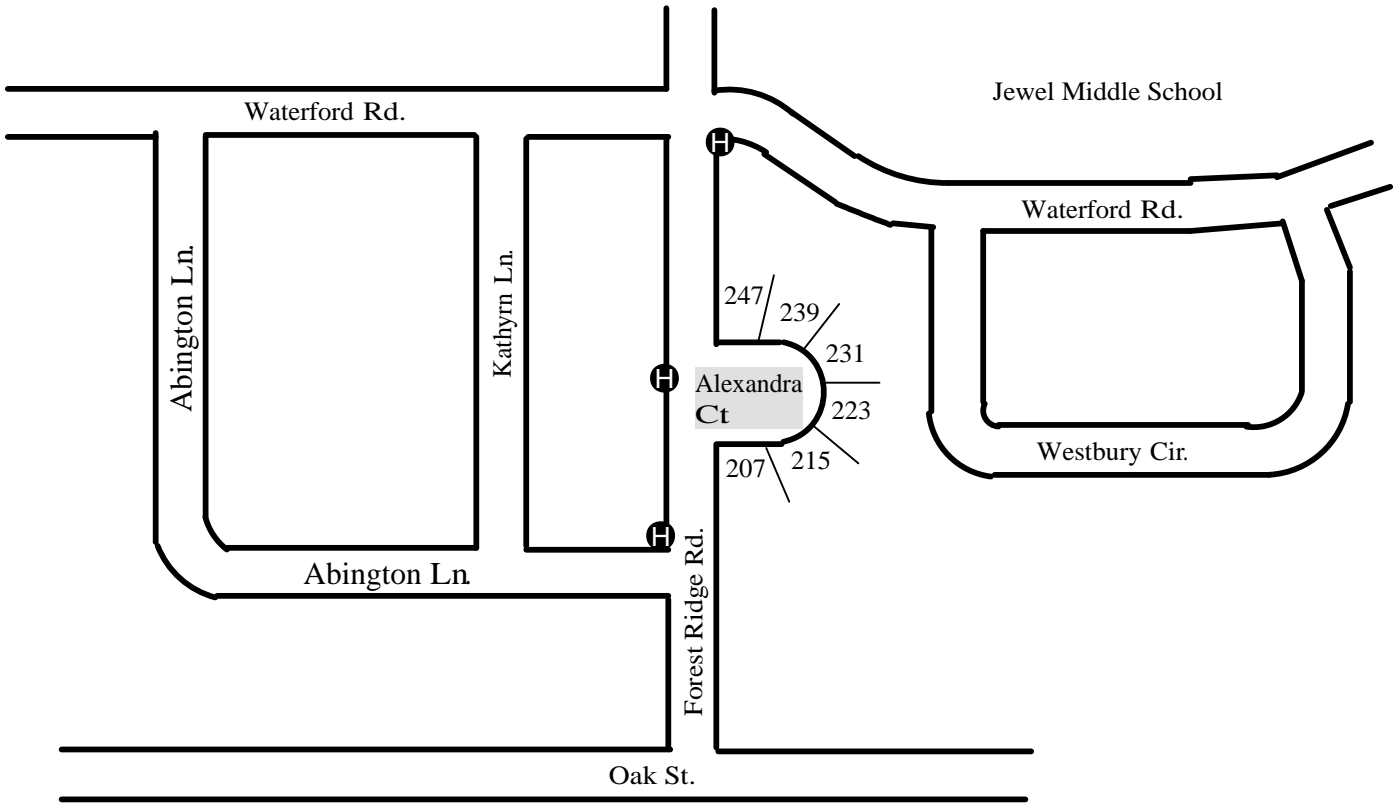 Jewel Middle School
Waterford Rd.
H
Waterford Rd.
Abington Ln.
Kathyrn Ln.
247
239
231
H
Alexandra
Ct
223
215
207
Westbury Cir.
H
Abington Ln.
Forest Ridge Rd.
Oak St.